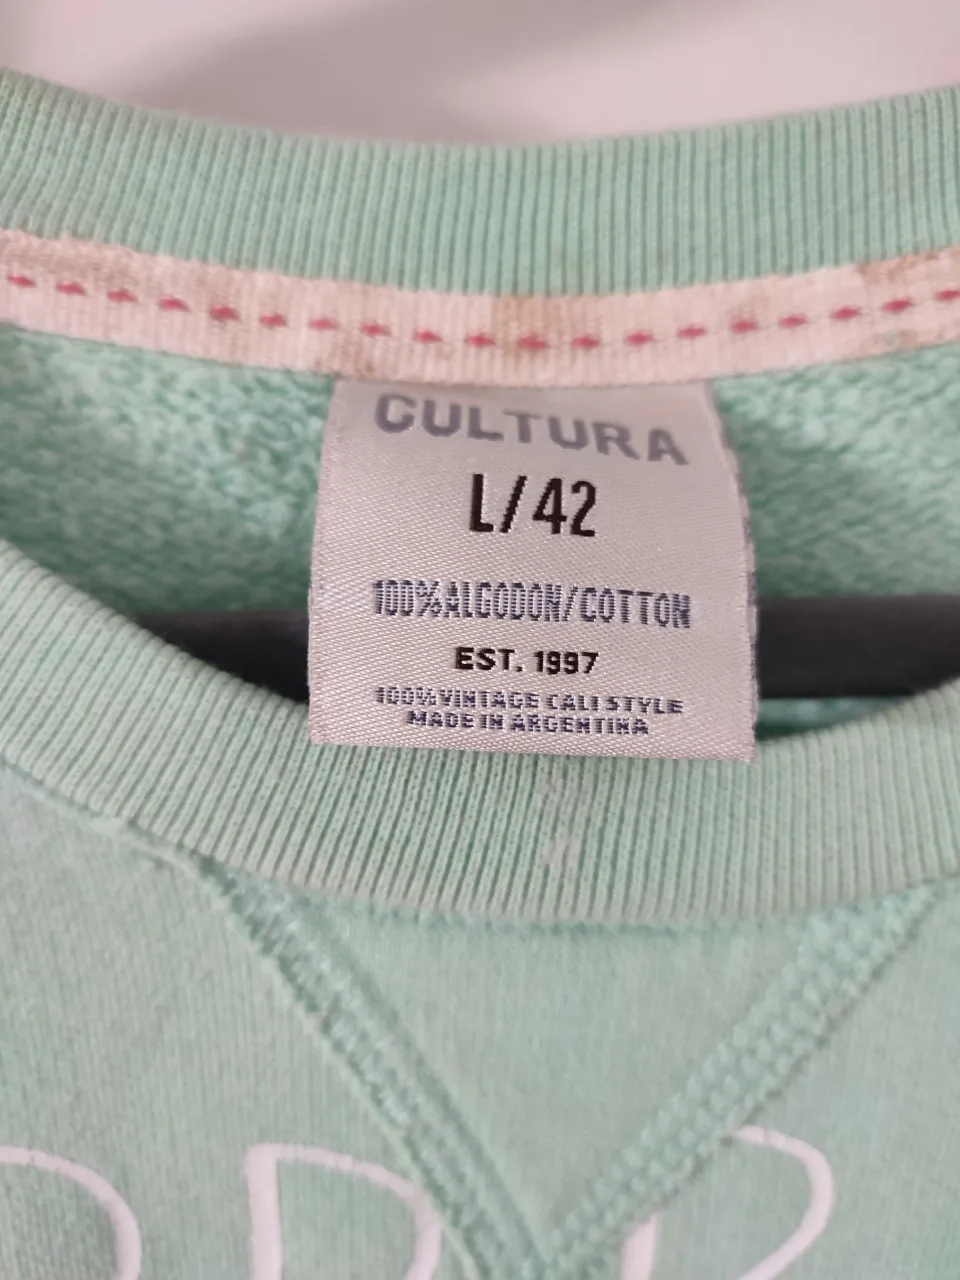 CULTURA
L/42
100%ALGODON/COTTON
EST. 1997
100%VINTAGE CALI STYLE
MADE IN ARGENTINA